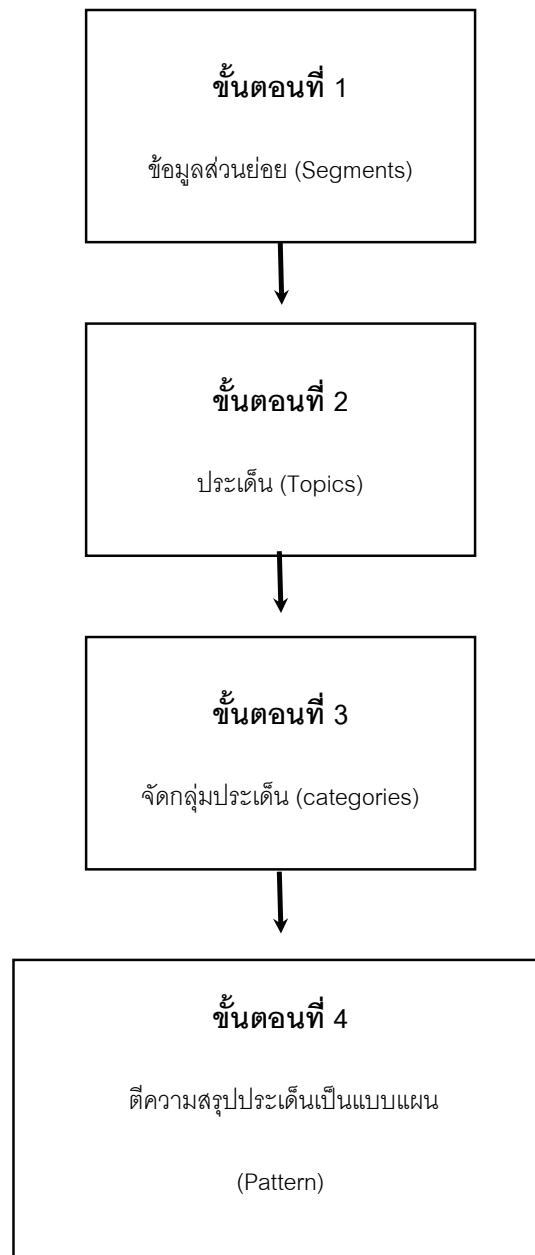 ขั้นตอนที่ 1
ข้อมูลส่วนย่อย (Segments)
ขั้นตอนที่ 2
ประเด็น (Topics)
ขั้นตอนที่ 3
จัดกลุ่มประเด็น (categories)
ขั้นตอนที่ 4
ตีความสรุปประเด็นเป็นแบบแผน
(Pattern)